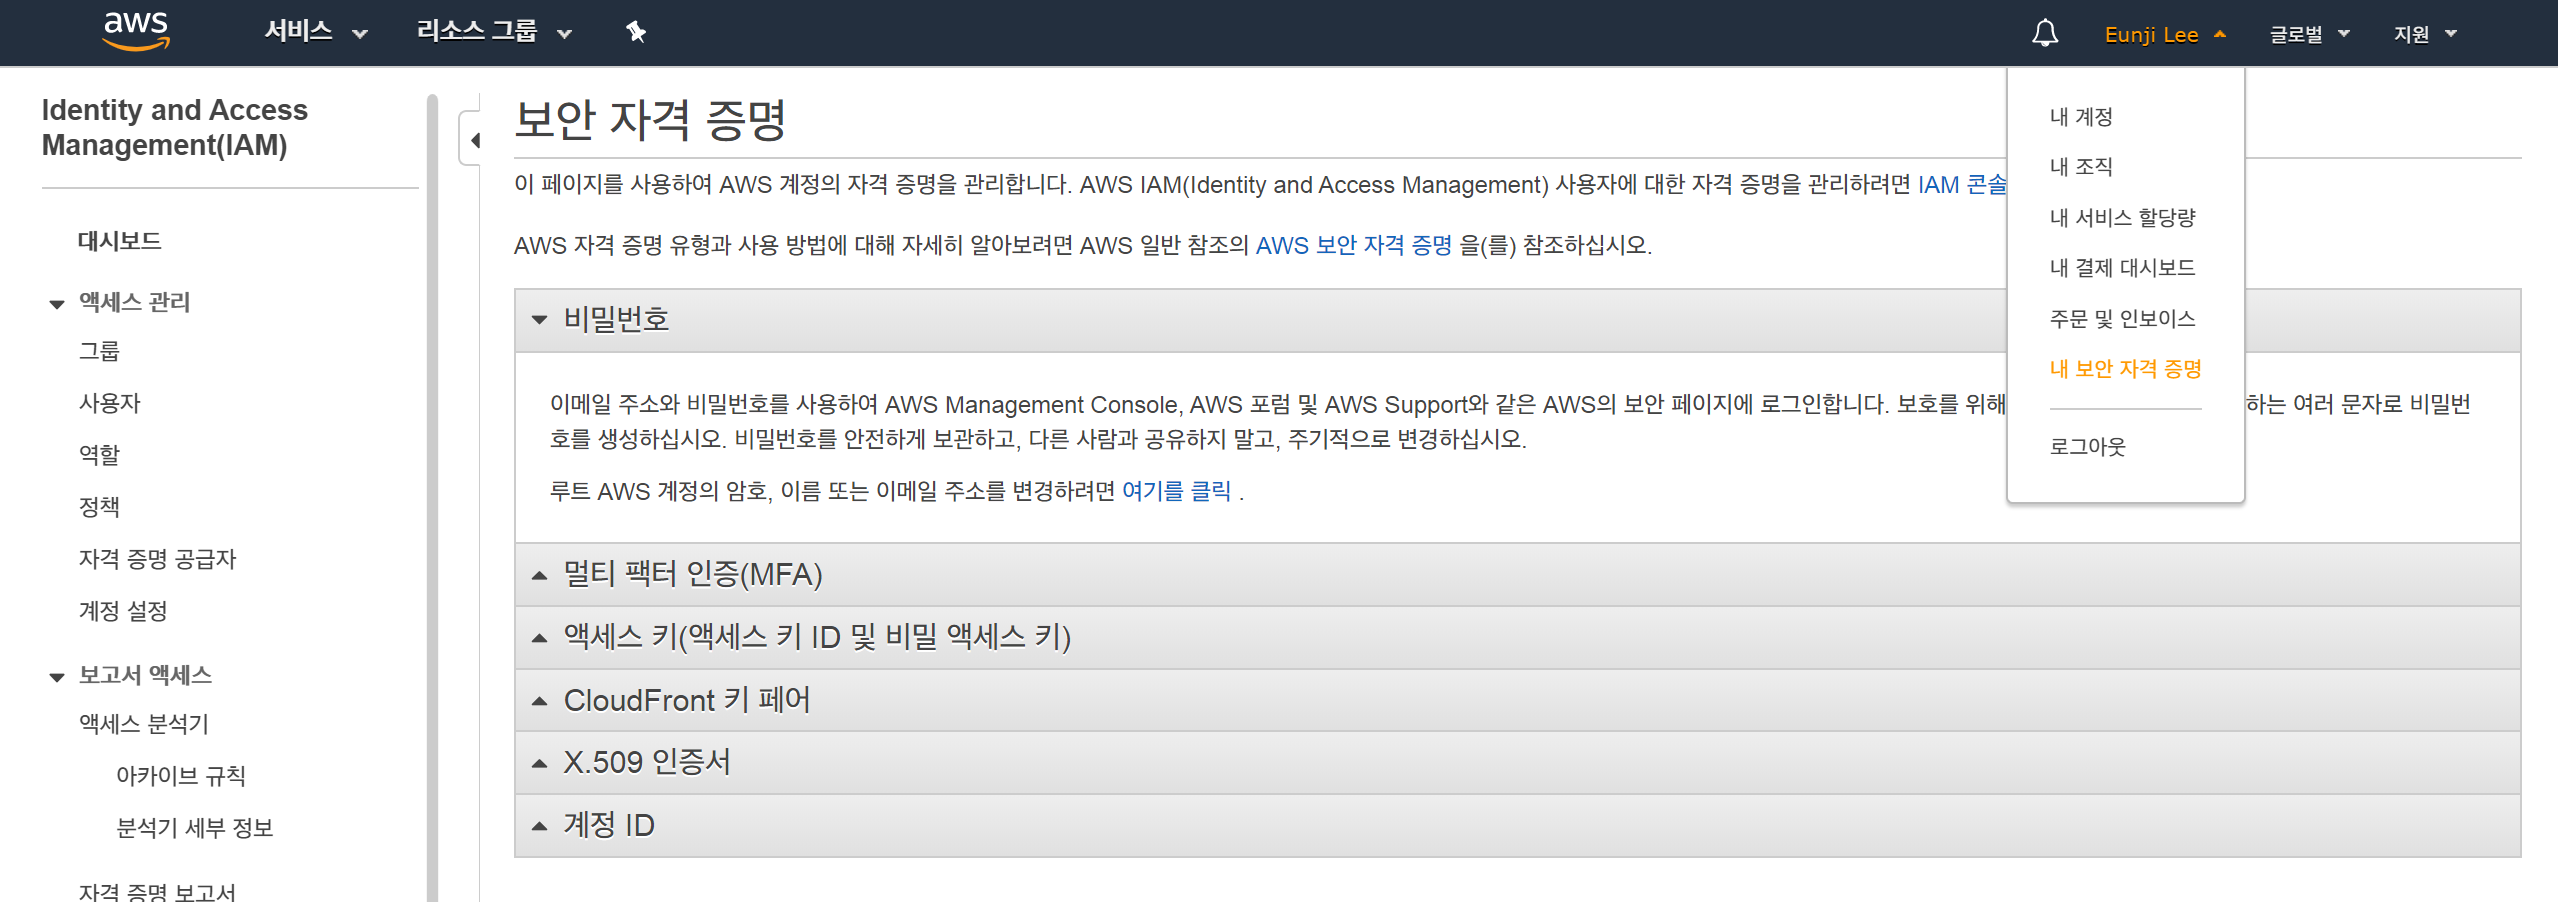 aws 서비스 리소스 그룹 Eunji Lee 글로벌 지원
Identity and Access
Management(IAM)
대시보드
액세스 관리
그룹
사용자
역할
정책
자격 증명 공급자
계정 설정
보고서 액세스
액세스 분석기
아카이브 규칙
분석기 세부 정보
자격 증명 보고서
보안 자격 증명
이 페이지를 사용하여 AWS 계정의 자격 증명을 관리합니다. AWS IAM(Identity and Access Management) 사용자에 대한 자격 증명을 관리하려면 IAM 콘솔
AWS 자격 증명 유형과 사용 방법에 대해 자세히 알아보려면 AWS 일반 참조의 AWS 보안 자격 증명 을(를) 참조하십시오.
비밀번호
이메일 주소와 비밀번호를 사용하여 AWS Management Console, AWS 포럼 및 AWS Support와 같은 AWS의 보안 페이지에 로그인합니다. 보호를 위해 하는 여러 문자로 비밀번
호를 생성하십시오. 비밀번호를 안전하게 보관하고, 다른 사람과 공유하지 말고, 주기적으로 변경하십시오.
루트 AWS 계정의 암호, 이름 또는 이메일 주소를 변경하려면 여기를 클릭 .
멀티 팩터 인증(MFA)
액세스 키(액세스 키 ID 및 비밀 액세스 키)
CloudFront 키 페어
X.509 인증서
계정 ID
내 계정
내 조직
내 서비스 할당량
내 결제 대시보드
주문 및 인보이스
내 보안 자격 증명
로그아웃